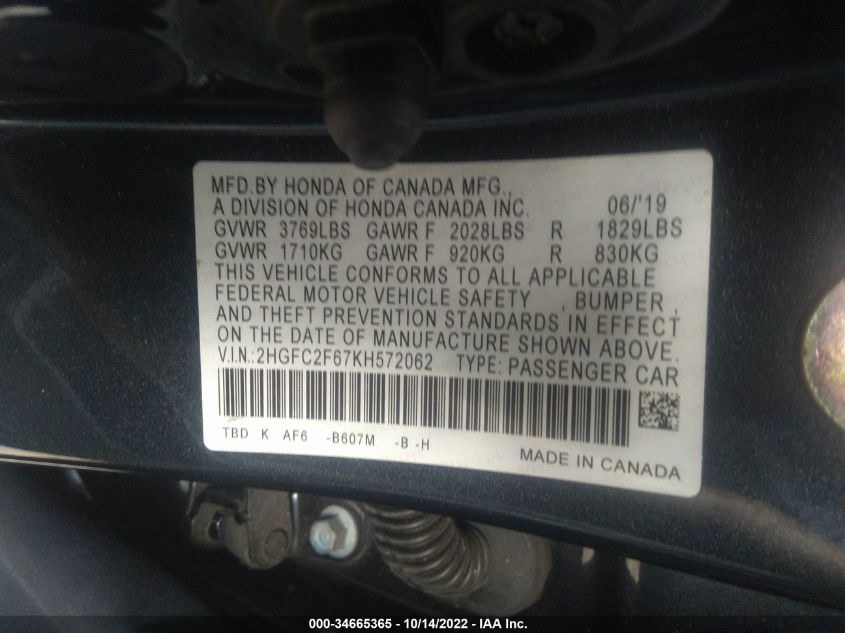 MFD.BY HONDA OF CANADA MFG.,
A DIVISION OF HONDA CANADA INC. 06/'19
GVWR 3769LBS GAWR F 2028LBS R 1829LBS
GVWR 1710KG GAWR F 920KG R 830KG
THIS VEHICLE CONFORMS TO ALL APPLICABLE
FEDERAL MOTOR VEHICLE SAFETY , BUMPER ,
AND THEFT PREVENTION STANDARDS IN EFFECT
ON THE DATE OF MANUFACTURE SHOWN ABOVE.
V.I.N.:2HGFC2F67KH572062 TYPE: PASSENGER CAR
TBD K AF6 -B607M -B -H
MADE IN CANADA
000-34665365 - 10/14/2022 - IAA Inc.